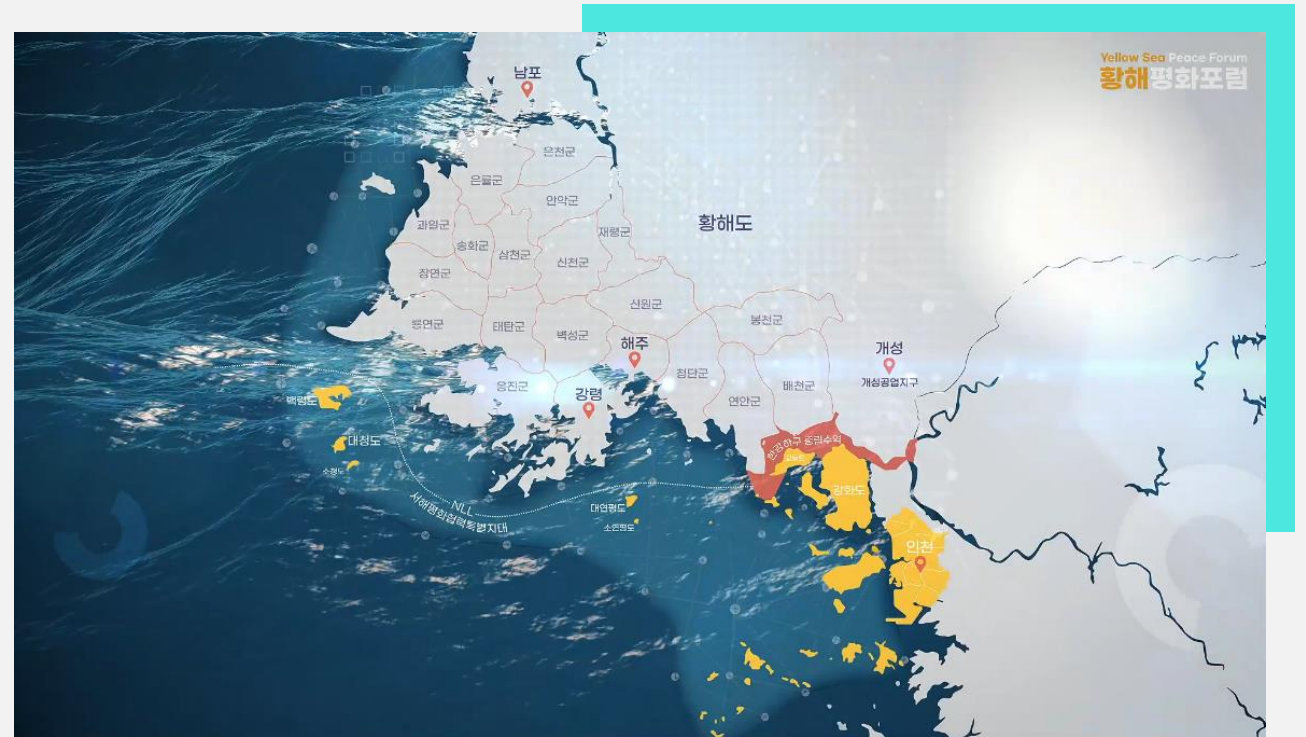 Yellow Sea Peace Forum
황해평화포럼
남포
은천군
은률군
안악군
과일군
재령군
황해도
송화군
삼천군
신천군
장연군
신원군
용연군
태탄군
벽성군
봉천군
해주
개성
개성공업지구
청단군
옹진군
강령
연안군
배천군
백령도
대청도
소청도
한강하구 중립수역
교동도
강화도
NLL
서해평화협력특별지대
대연평도
소연평도
인천